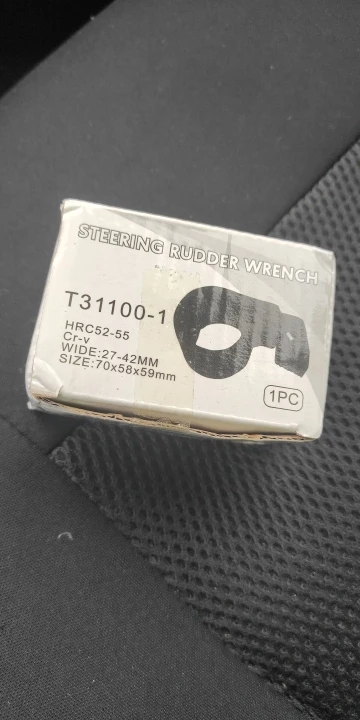 STEERING RUDDER WRENCH
T31100-1
HRC52-55
Cr-v
WIDE:27-42MM
SIZE:70x58x59mm
1PC